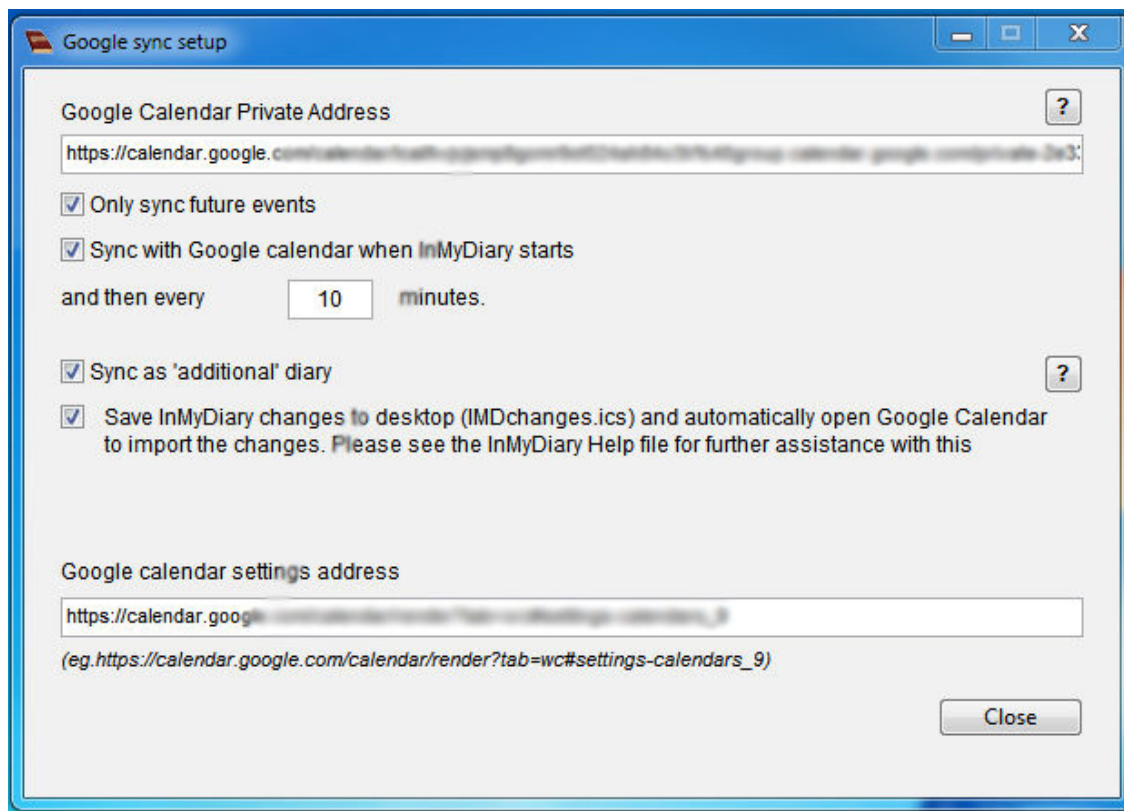 Google sync setup
Google Calendar Private Address
?
https://calendar.google.
Only sync future events
Sync with Google calendar when InMyDiary starts
and then every 10 minutes.
Sync as 'additional' diary
?
Save InMyDiary changes to desktop (IMDchanges.ics) and automatically open Google Calendar
to import the changes. Please see the InMyDiary Help file for further assistance with this
Google calendar settings address
https://calendar.goog
(eg.https://calendar.google.com/calendar/render?tab=wc#settings-calendars_9)
Close